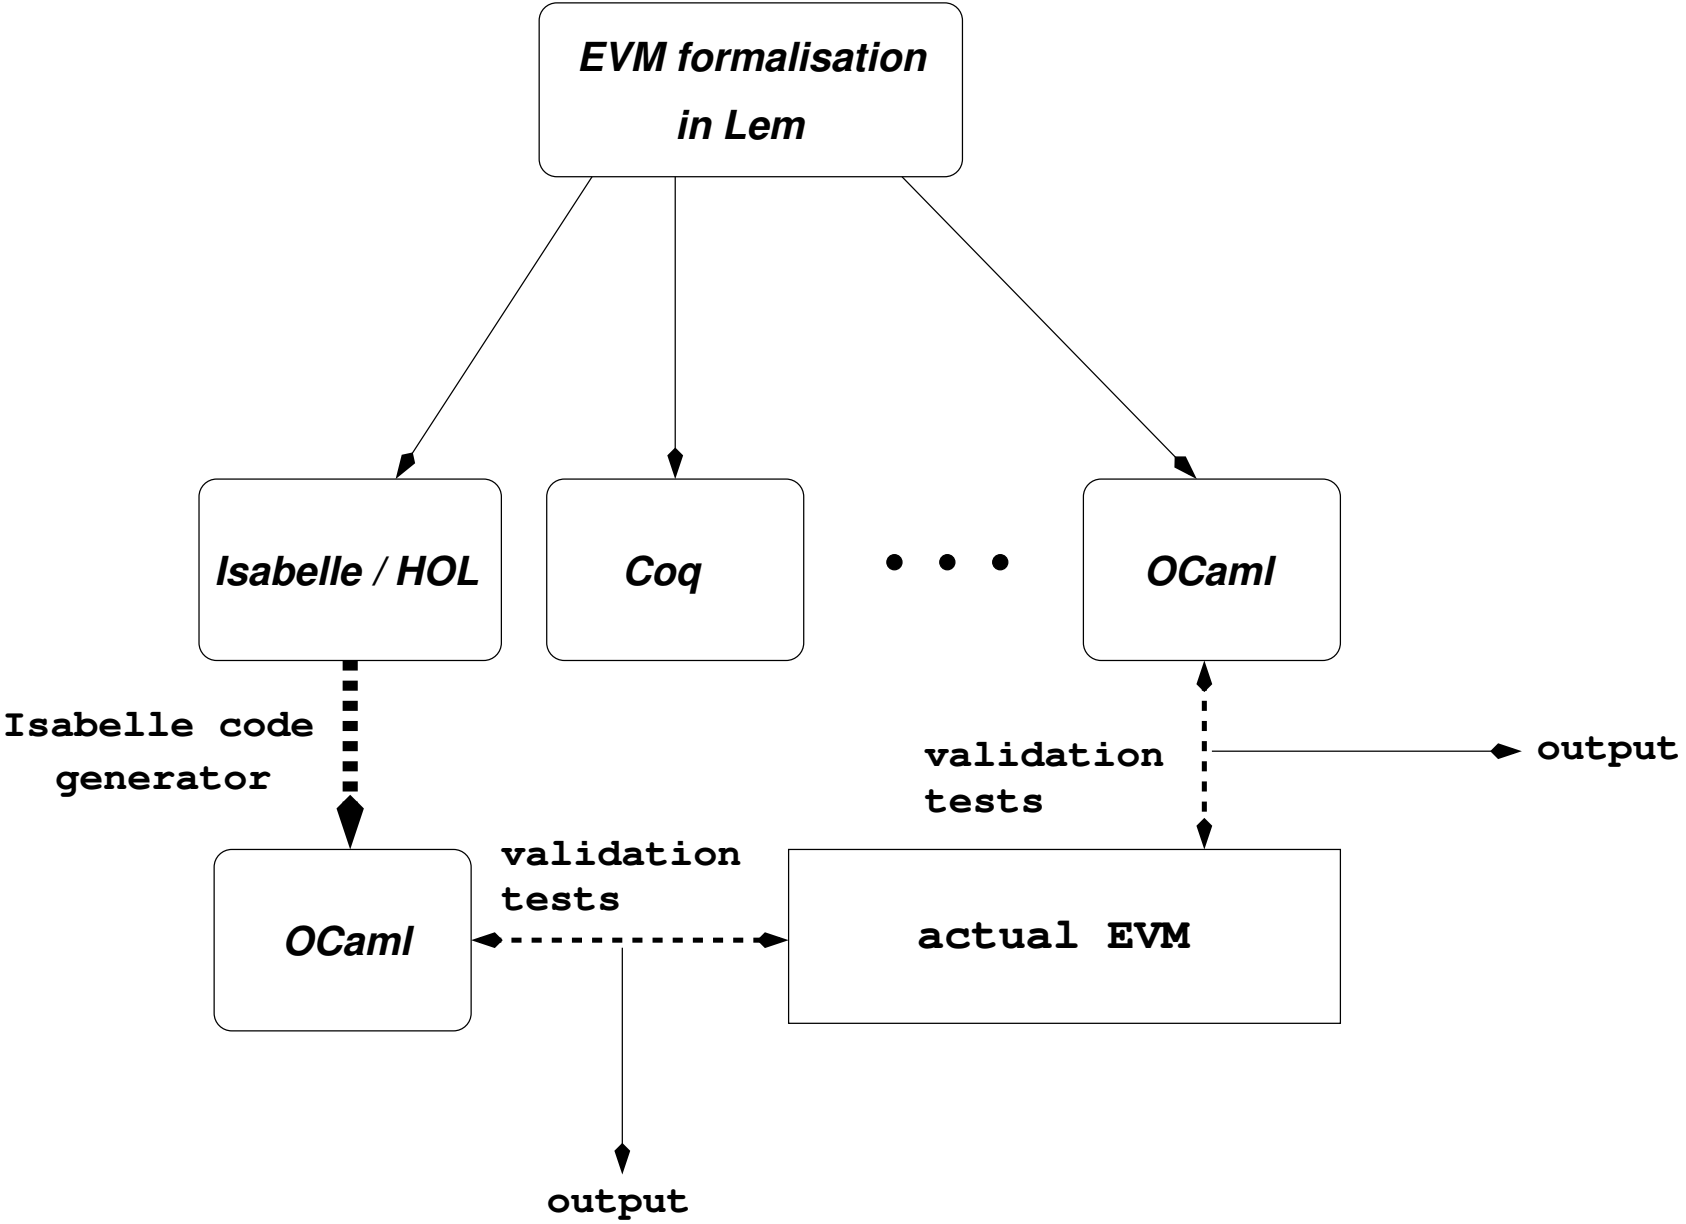 EVM formalisation
in Lem
Isabelle / HOL
Coq
OCaml
Isabelle code
generator
validation
tests
output
validation
tests
OCaml
actual EVM
output